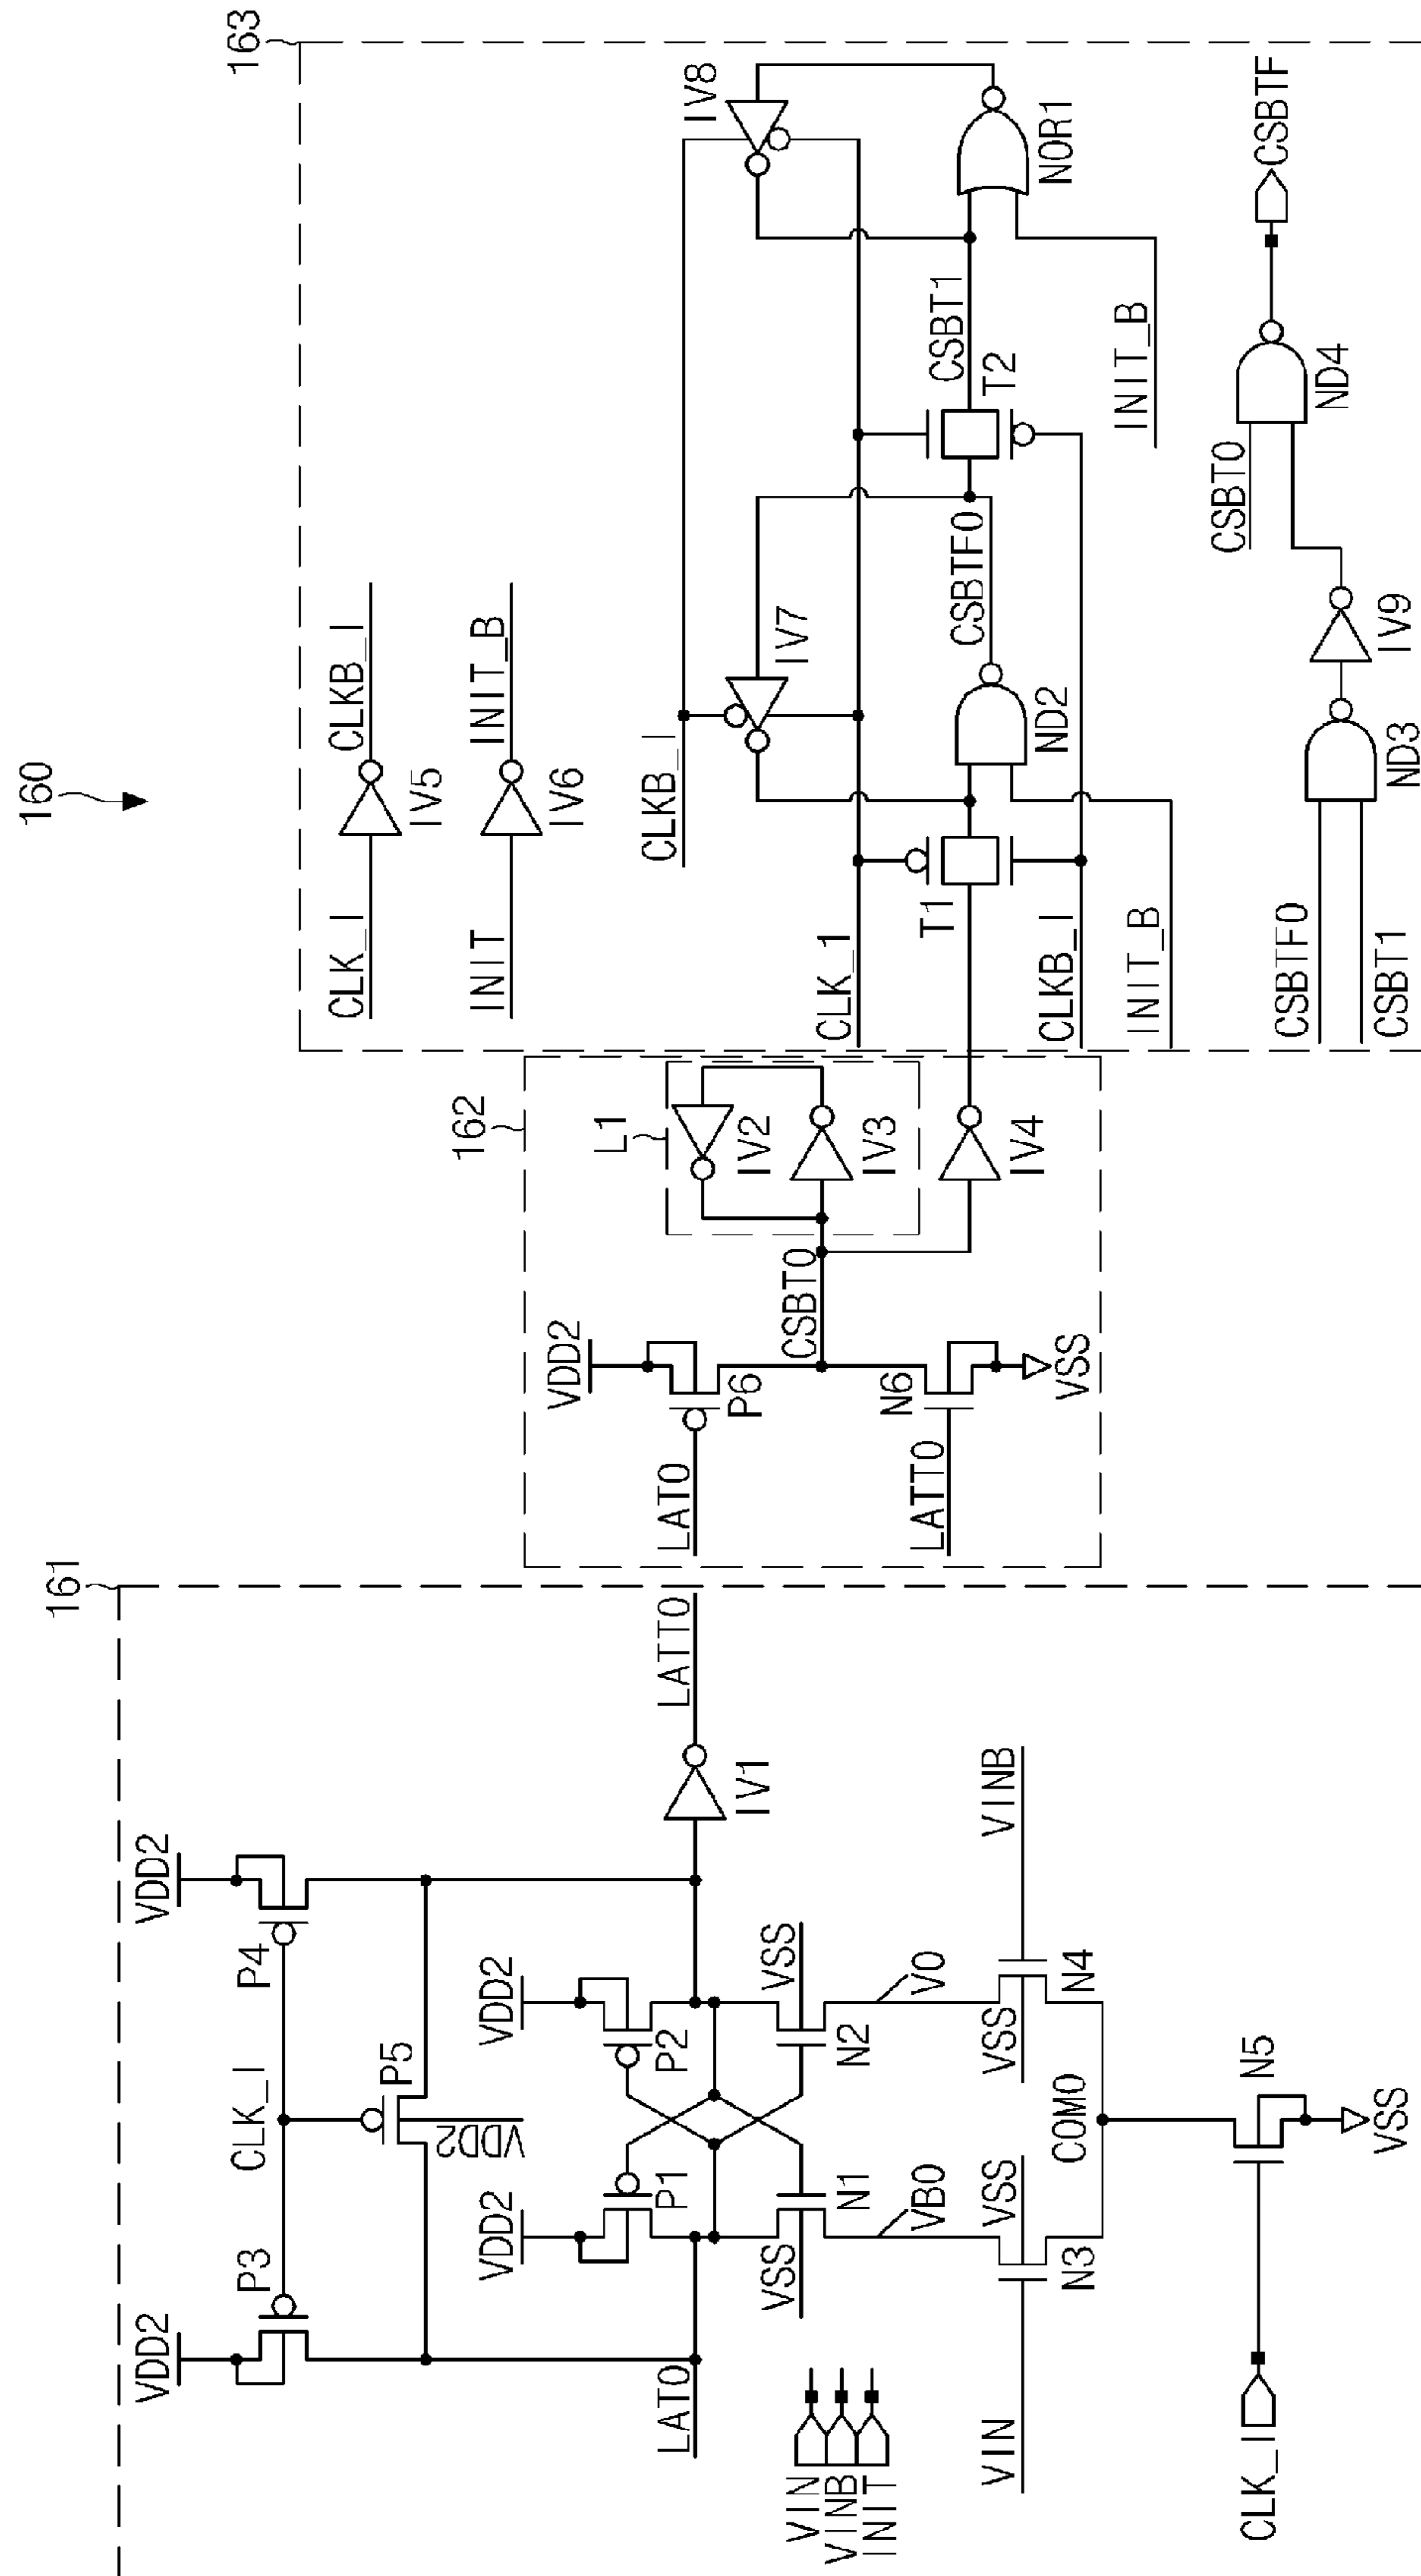 160
161
VDD2
VDD2
P3
P4
CLK_I
P5
VDD2
VDD2
VDD2
P1
P2
LAT0
LATT0
IV1
VSS
VSS
N1
N2
VB0
V0
VIN
VINB
INIT
VSS
VSS
VIN
VINB
N3
N4
COM0
N5
CLK_I
VSS
162
VDD2
LAT0
P6
CSBT0
L1
IV2
IV3
LATT0
N6
IV4
VSS
163
CLK_I
CLKB_I
IV5
INIT
INIT_B
IV6
CLKB_I
IV7
IV8
CLK_1
T1
CSBTF0
CSBT1
ND2
T2
NOR1
CLKB_I
INIT_B
INIT_B
CSBTF0
CSBT1
ND3
IV9
CSBT0
ND4
CSBTF